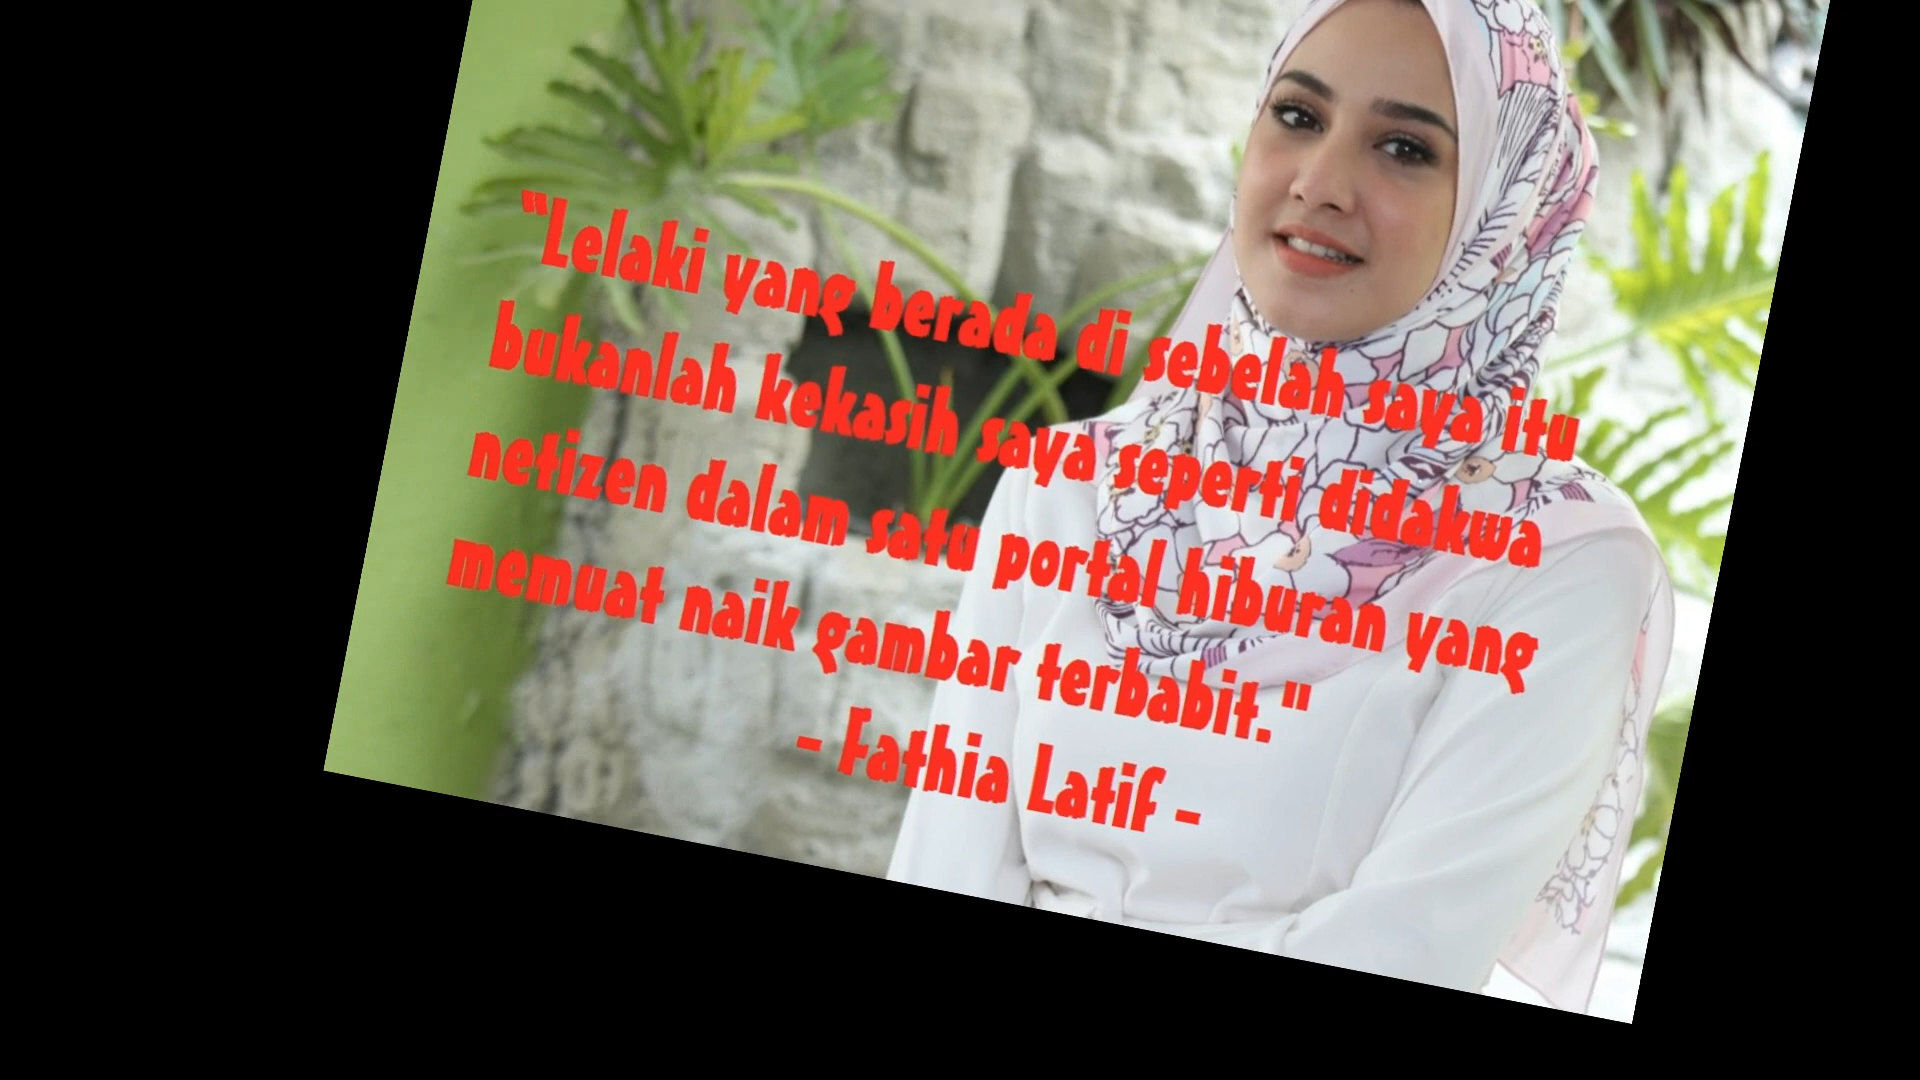 “Lelaki yang berada di sebelah saya itu
bukanlah kekasih saya seperti didakwa
netizen dalam satu portal hiburan yang
memuat naik gambar terbabit."
- Fathia Latif -